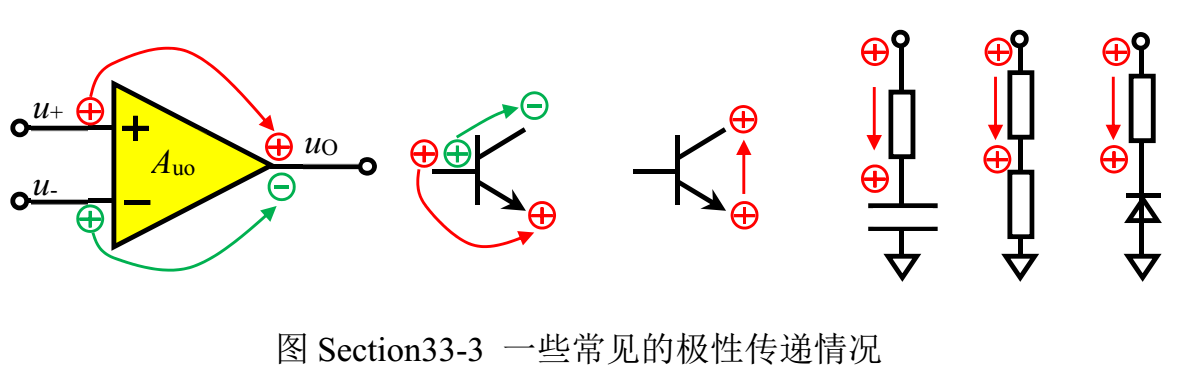 u+
u-
+
−
Auo
uO
图 Section33-3 一些常见的极性传递情况